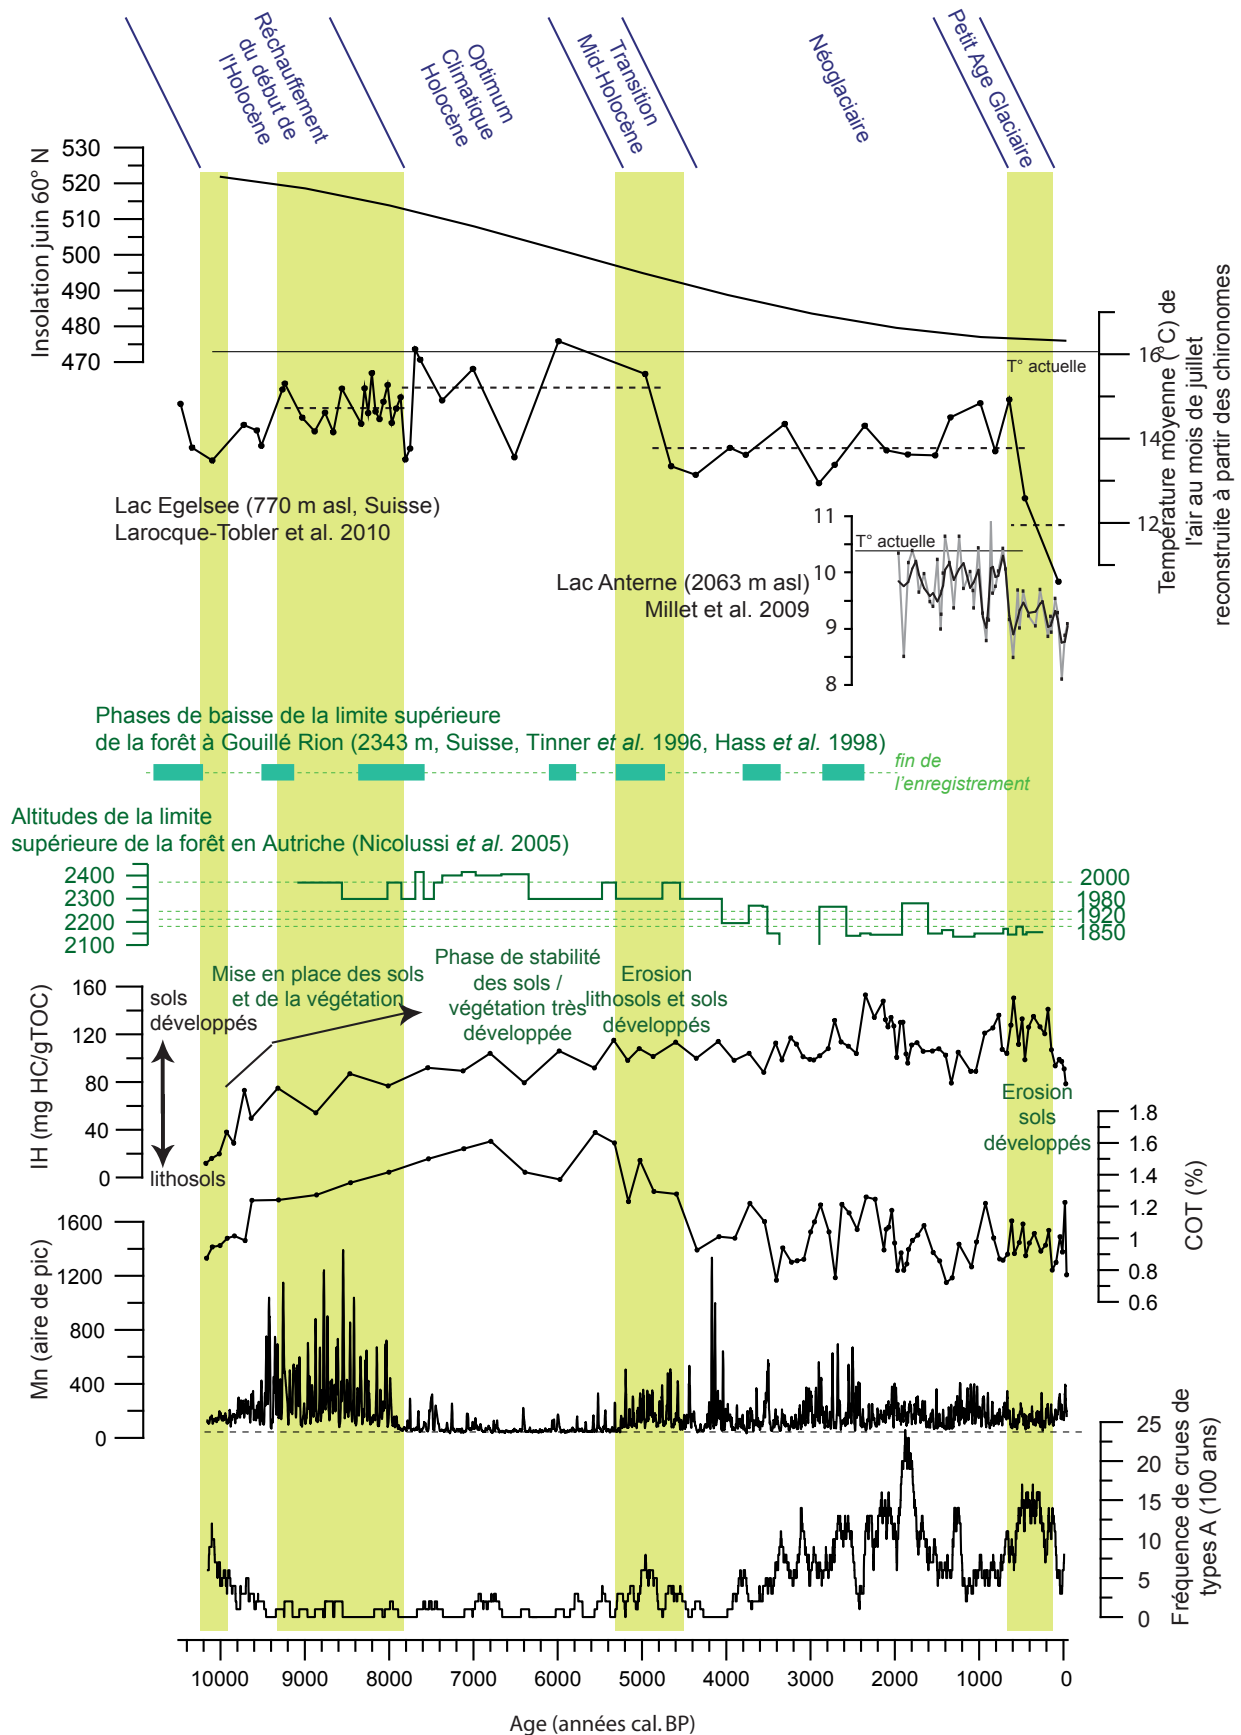 Réchauffement
du début de
l'Holocène
Optimum
Climatique
Holocène
Transition
Mid-Holocène
Néoglaciaire
Petit Age Glaciaire
Insolation juin 60° N
530
520
510
500
490
480
470
T° actuelle
16
14
12
Température moyenne (°C) de
l'air au mois de juillet
reconstruite à partir des chironomes
Lac Egelsee (770 m asl, Suisse)
Larocque-Tobler et al. 2010
11
10
9
8
T° actuelle
Lac Anterne (2063 m asl)
Millet et al. 2009
Phases de baisse de la limite supérieure
de la forêt à Gouillé Rion (2343 m, Suisse, Tinner et al. 1996, Hass et al. 1998)
fin de
l'enregistrement
Altitudes de la limite
supérieure de la forêt en Autriche (Nicolussi et al. 2005)
2400
2300
2200
2100
2000
1980
1920
1850
IH (mg HC/gTOC)
160
120
80
40
0
sols
développés
lithosols
Mise en place des sols
et de la végétation
Phase de stabilité
des sols /
végétation très
développée
Erosion
lithosols et sols
développés
Erosion
sols
développés
1.8
1.6
1.4
1.2
1
0.8
0.6
COT (%)
Mn (aire de pic)
1600
1200
800
400
0
25
20
15
10
5
0
Fréquence de crues de
types A (100 ans)
10000 9000 8000 7000 6000 5000 4000 3000 2000 1000 0
Age (années cal. BP)